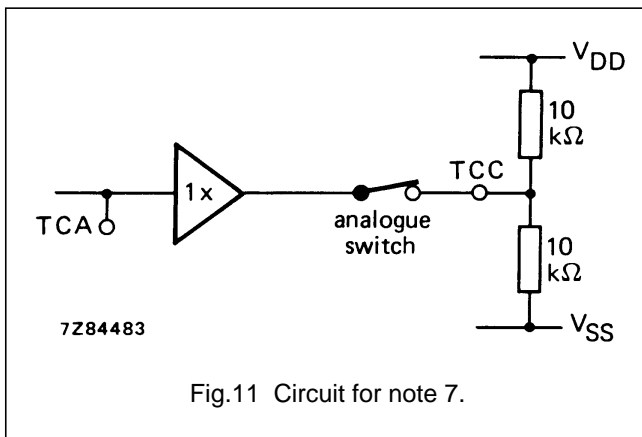 V_DD
10
kΩ
TCC
1x
TCA
analogue
switch
10
kΩ
7Z84483
V_SS
Fig.11 Circuit for note 7.